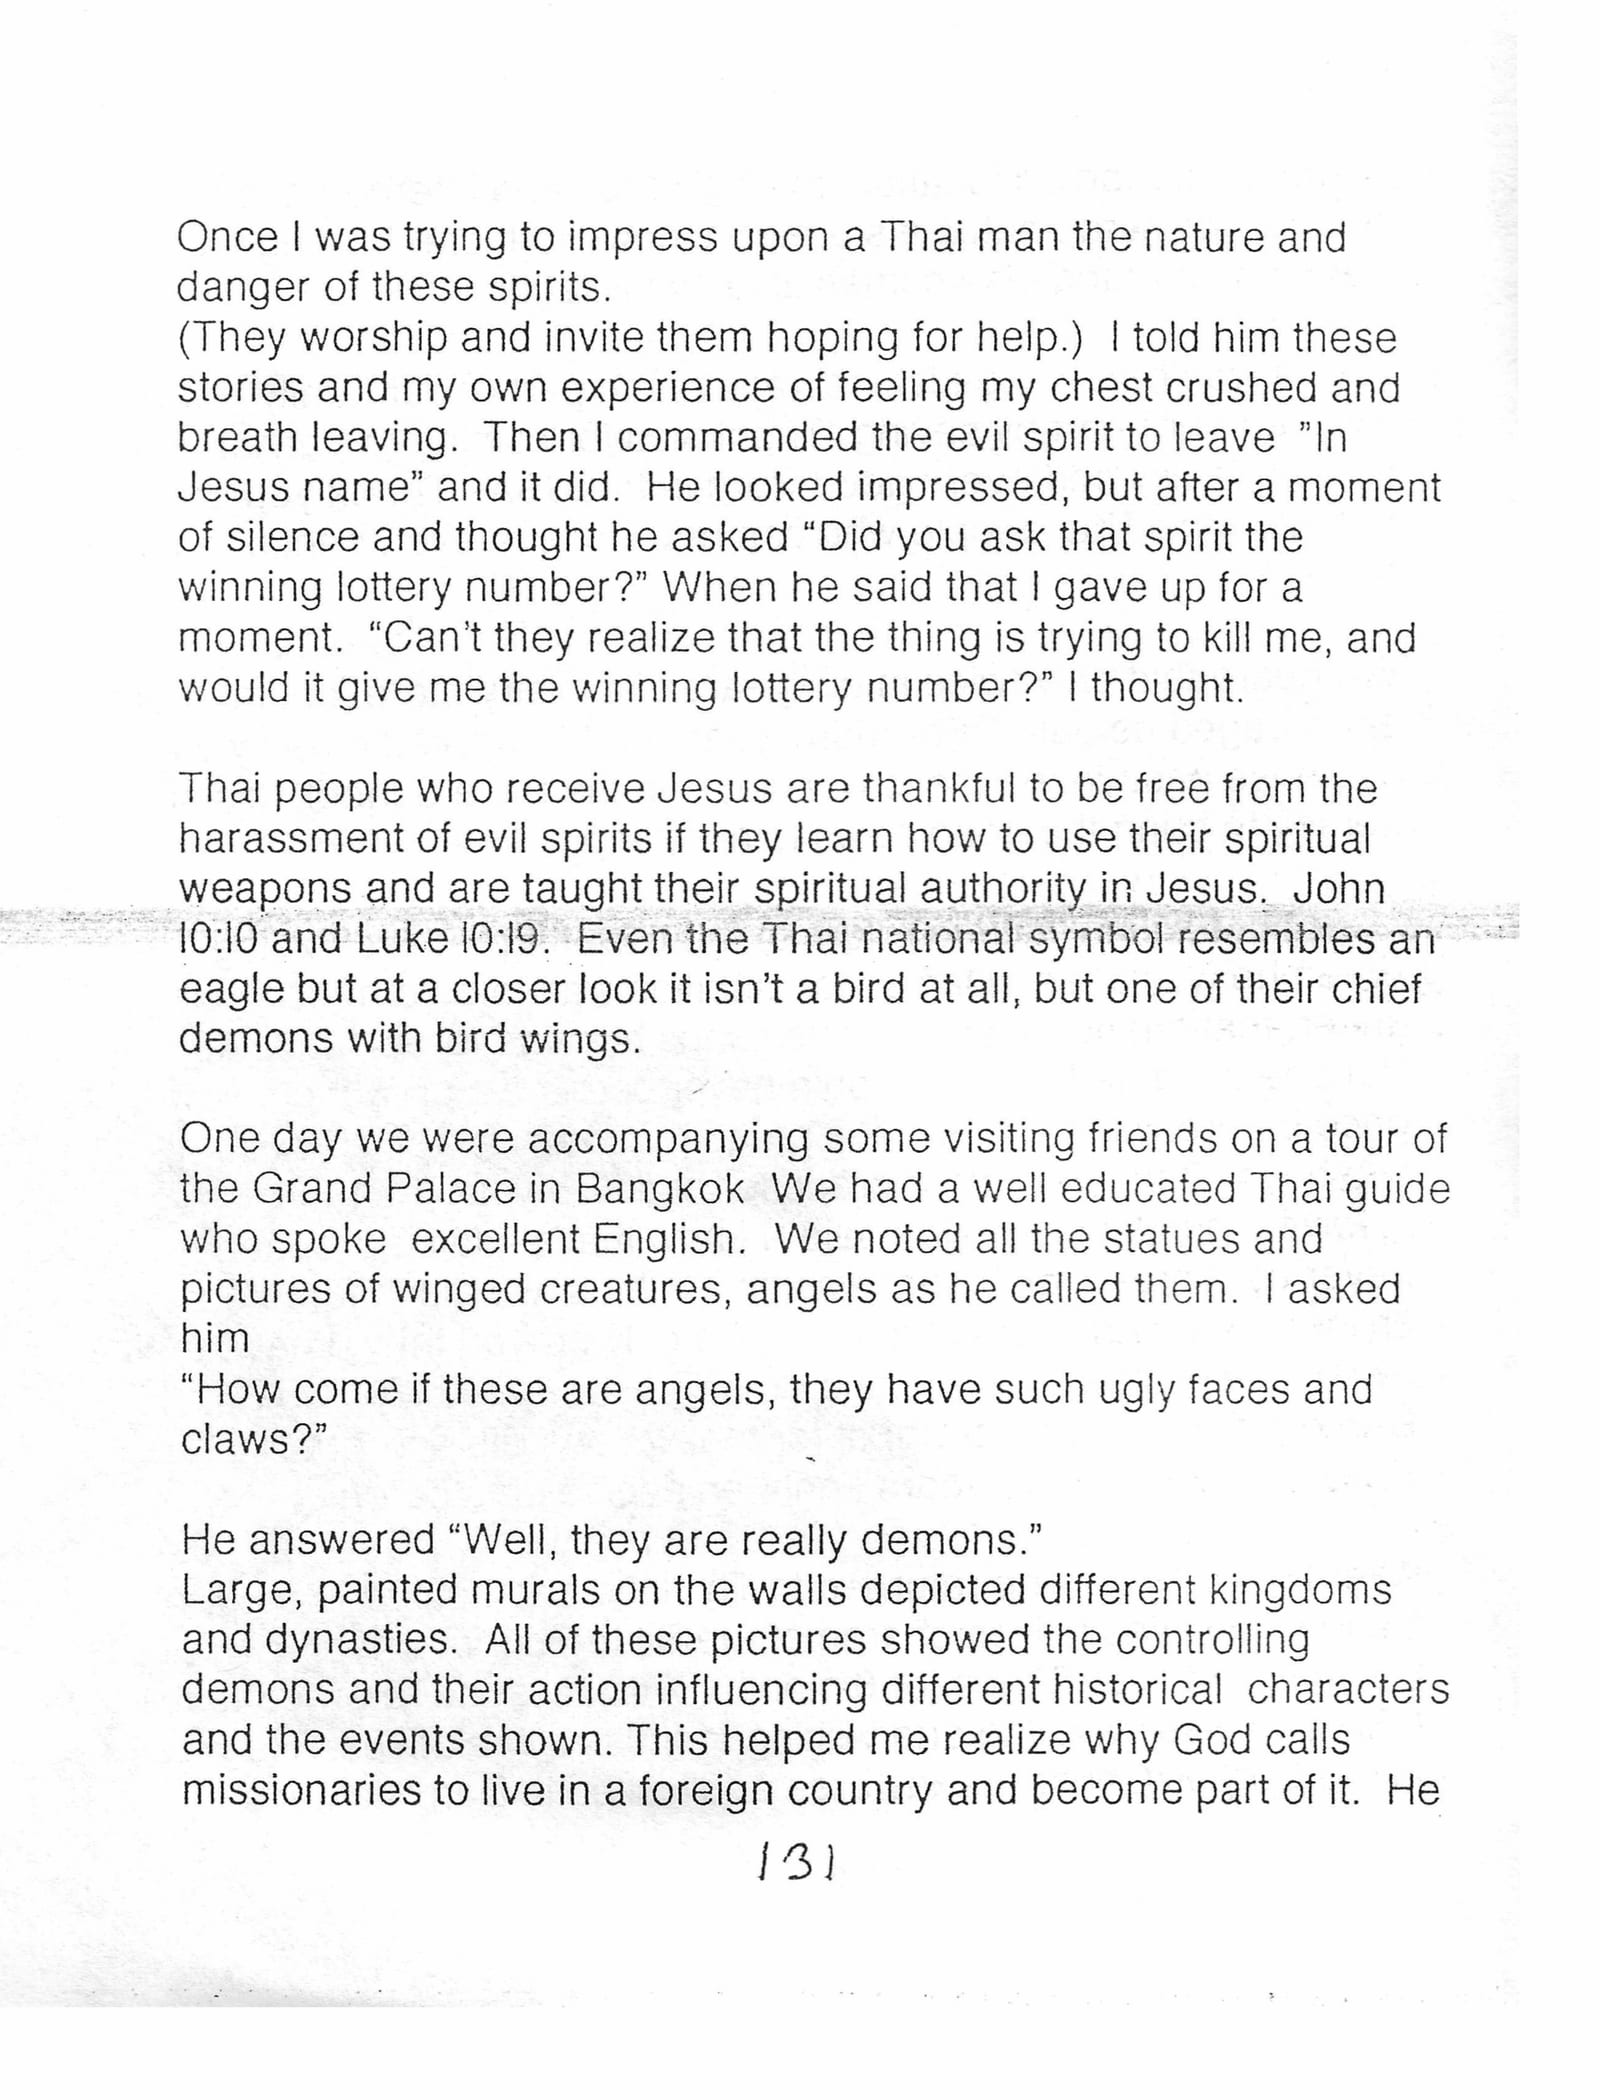 Once I was trying to impress upon a Thai man the nature and
danger of these spirits.
(They worship and invite them hoping for help.)  I told him these
stories and my own experience of feeling my chest crushed and
breath leaving.  Then I commanded the evil spirit to leave  ”In
Jesus name” and it did.  He looked impressed, but after a moment
of silence and thought he asked “Did you ask that spirit the
winning lottery number?” When he said that I gave up for a
moment.  “Can't they realize that the thing is trying to kill me, and
would it give me the winning lottery number?” I thought.

Thai people who receive Jesus are thankful to be free from the
harassment of evil spirits if they learn how to use their spiritual
weapons and are taught their spiritual authority in Jesus.  John
10:10 and Luke 10:19.  Even the Thai national symbol resembles an
eagle but at a closer look it isn't a bird at all, but one of their chief
demons with bird wings.

One day we were accompanying some visiting friends on a tour of
the Grand Palace in Bangkok  We had a well educated Thai guide
who spoke  excellent English.  We noted all the statues and
pictures of winged creatures, angels as he called them.  I asked
him
“How come if these are angels, they have such ugly faces and
claws?”

He answered “Well, they are really demons.”
Large, painted murals on the walls depicted different kingdoms
and dynasties.  All of these pictures showed the controlling
demons and their action influencing different historical  characters
and the events shown. This helped me realize why God calls
missionaries to live in a foreign country and become part of it.  He
131